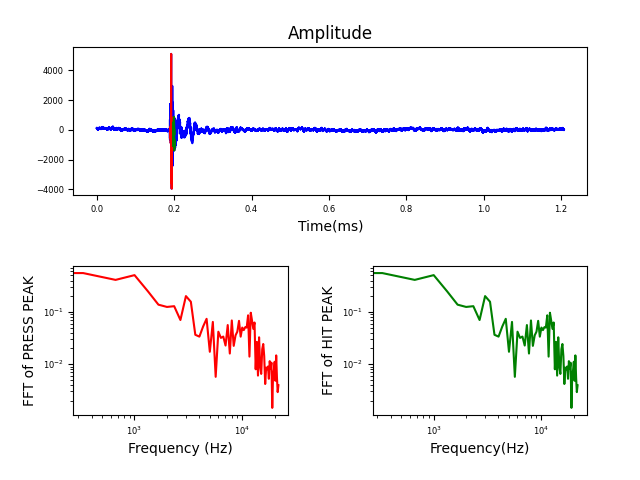 Amplitude
4000
2000
0
−2000
−4000
0.0 0.2 0.4 0.6 0.8 1.0 1.2
Time(ms)
FFT of PRESS PEAK
10⁻¹
10⁻²
10³ 10⁴
Frequency (Hz)
FFT of HIT PEAK
10⁻¹
10⁻²
10³ 10⁴
Frequency(Hz)